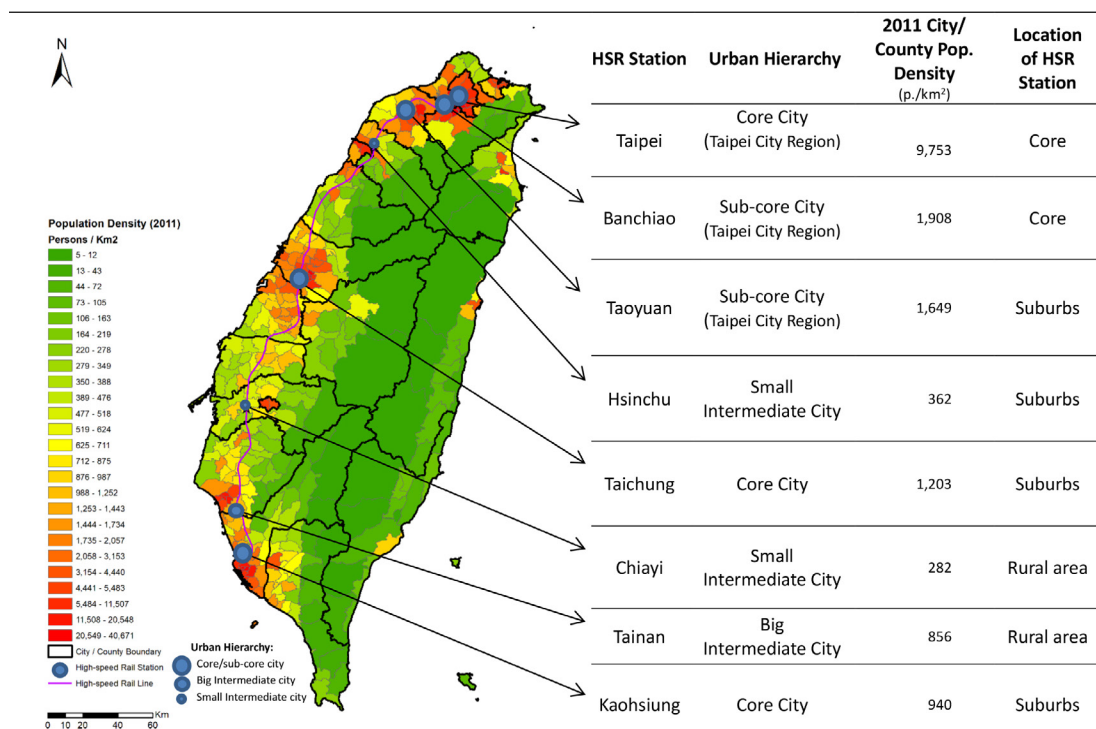 N
Population Density (2011)
Persons / Km2
5 - 12
13 - 43
44 - 72
73 - 105
106 - 163
164 - 219
220 - 278
279 - 349
350 - 388
389 - 476
477 - 518
519 - 624
625 - 711
712 - 875
876 - 987
988 - 1,252
1,253 - 1,443
1,444 - 1,734
1,735 - 2,057
2,058 - 3,153
3,154 - 4,440
4,441 - 5,483
5,484 - 11,507
11,508 - 20,548
20,549 - 40,671
City / County Boundary
High-speed Rail Station
High-speed Rail Line
Km
0 10 20 40 60
Urban Hierarchy:
Core/sub-core city
Big Intermediate city
Small Intermediate city
HSR Station
Urban Hierarchy
2011 City/
County Pop.
Density
(p./km²)
Location
of HSR
Station
Taipei
Core City
(Taipei City Region)
9,753
Core
Banchiao
Sub-core City
(Taipei City Region)
1,908
Core
Taoyuan
Sub-core City
(Taipei City Region)
1,649
Suburbs
Hsinchu
Small
Intermediate City
362
Suburbs
Taichung
Core City
1,203
Suburbs
Chiayi
Small
Intermediate City
282
Rural area
Tainan
Big
Intermediate City
856
Rural area
Kaohsiung
Core City
940
Suburbs